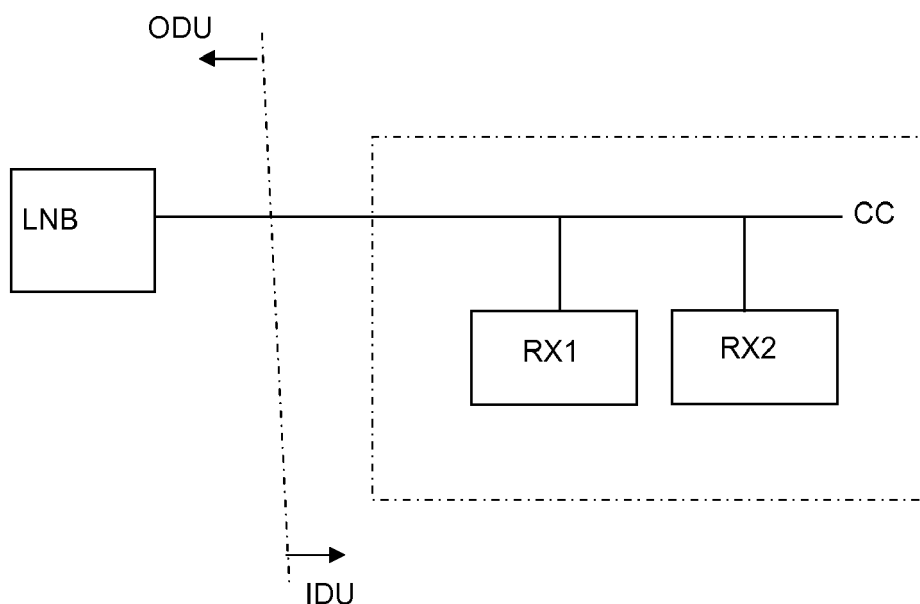 ODU
LNB
CC
RX1
RX2
IDU